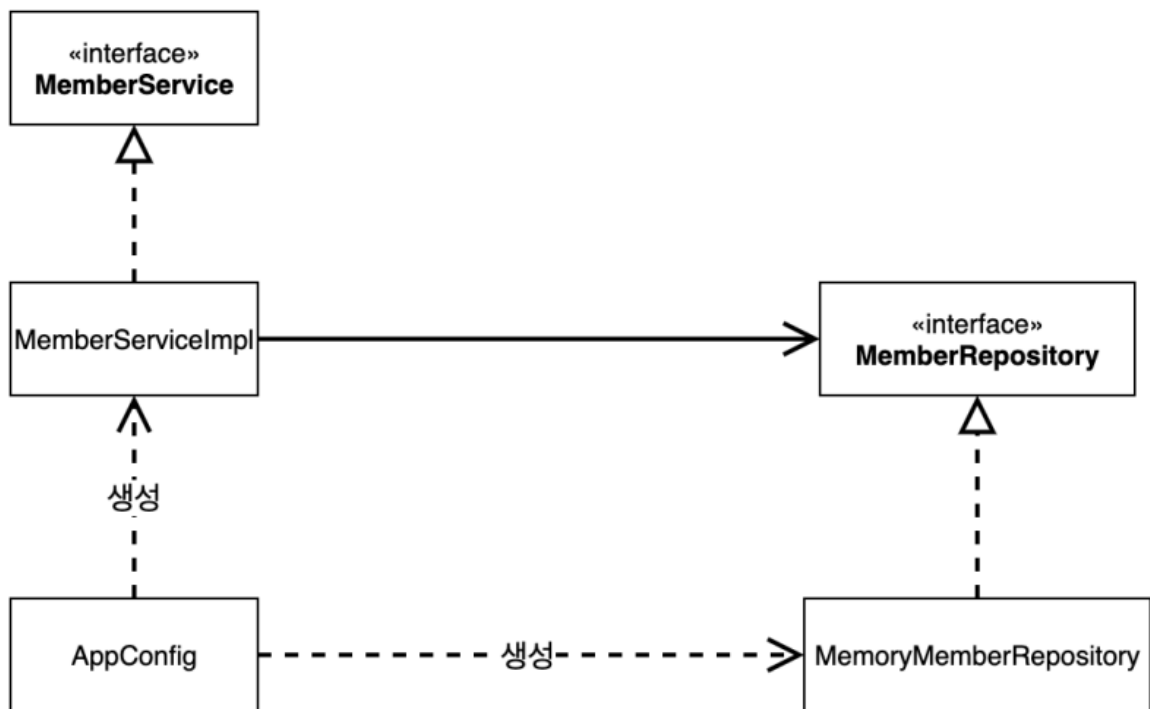 «interface»
MemberService
MemberServiceImpl
«interface»
MemberRepository
생성
AppConfig
생성
MemoryMemberRepository